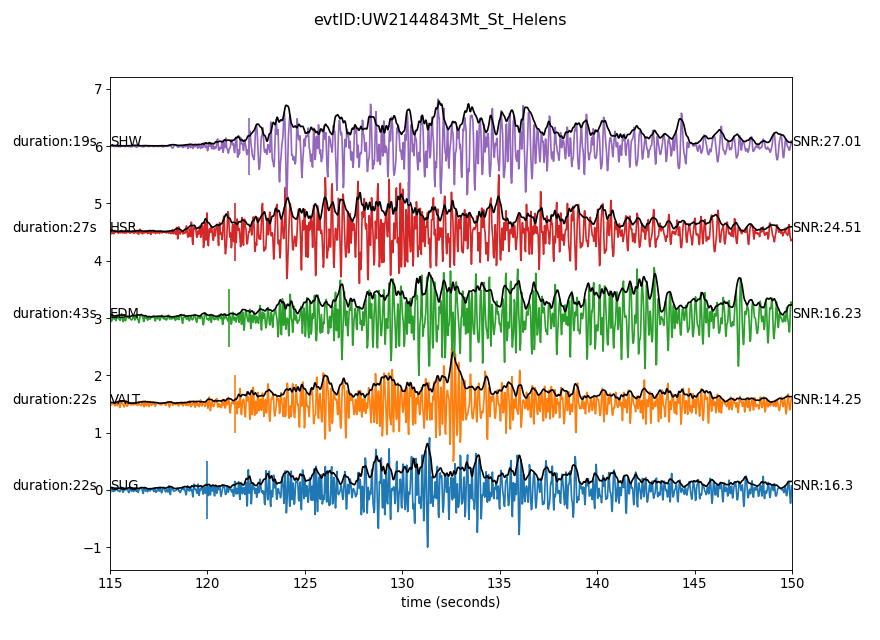 evtID:UW2144843Mt_St_Helens
7
duration:19s SHW 6 SNR:27.01
5
duration:27s HSR SNR:24.51
4
duration:43s EDM 3 SNR:16.23
2
duration:22s VALT SNR:14.25
1
duration:22s SUG 0 SNR:16.3
−1
115 120 125 130 135 140 145 150
time (seconds)